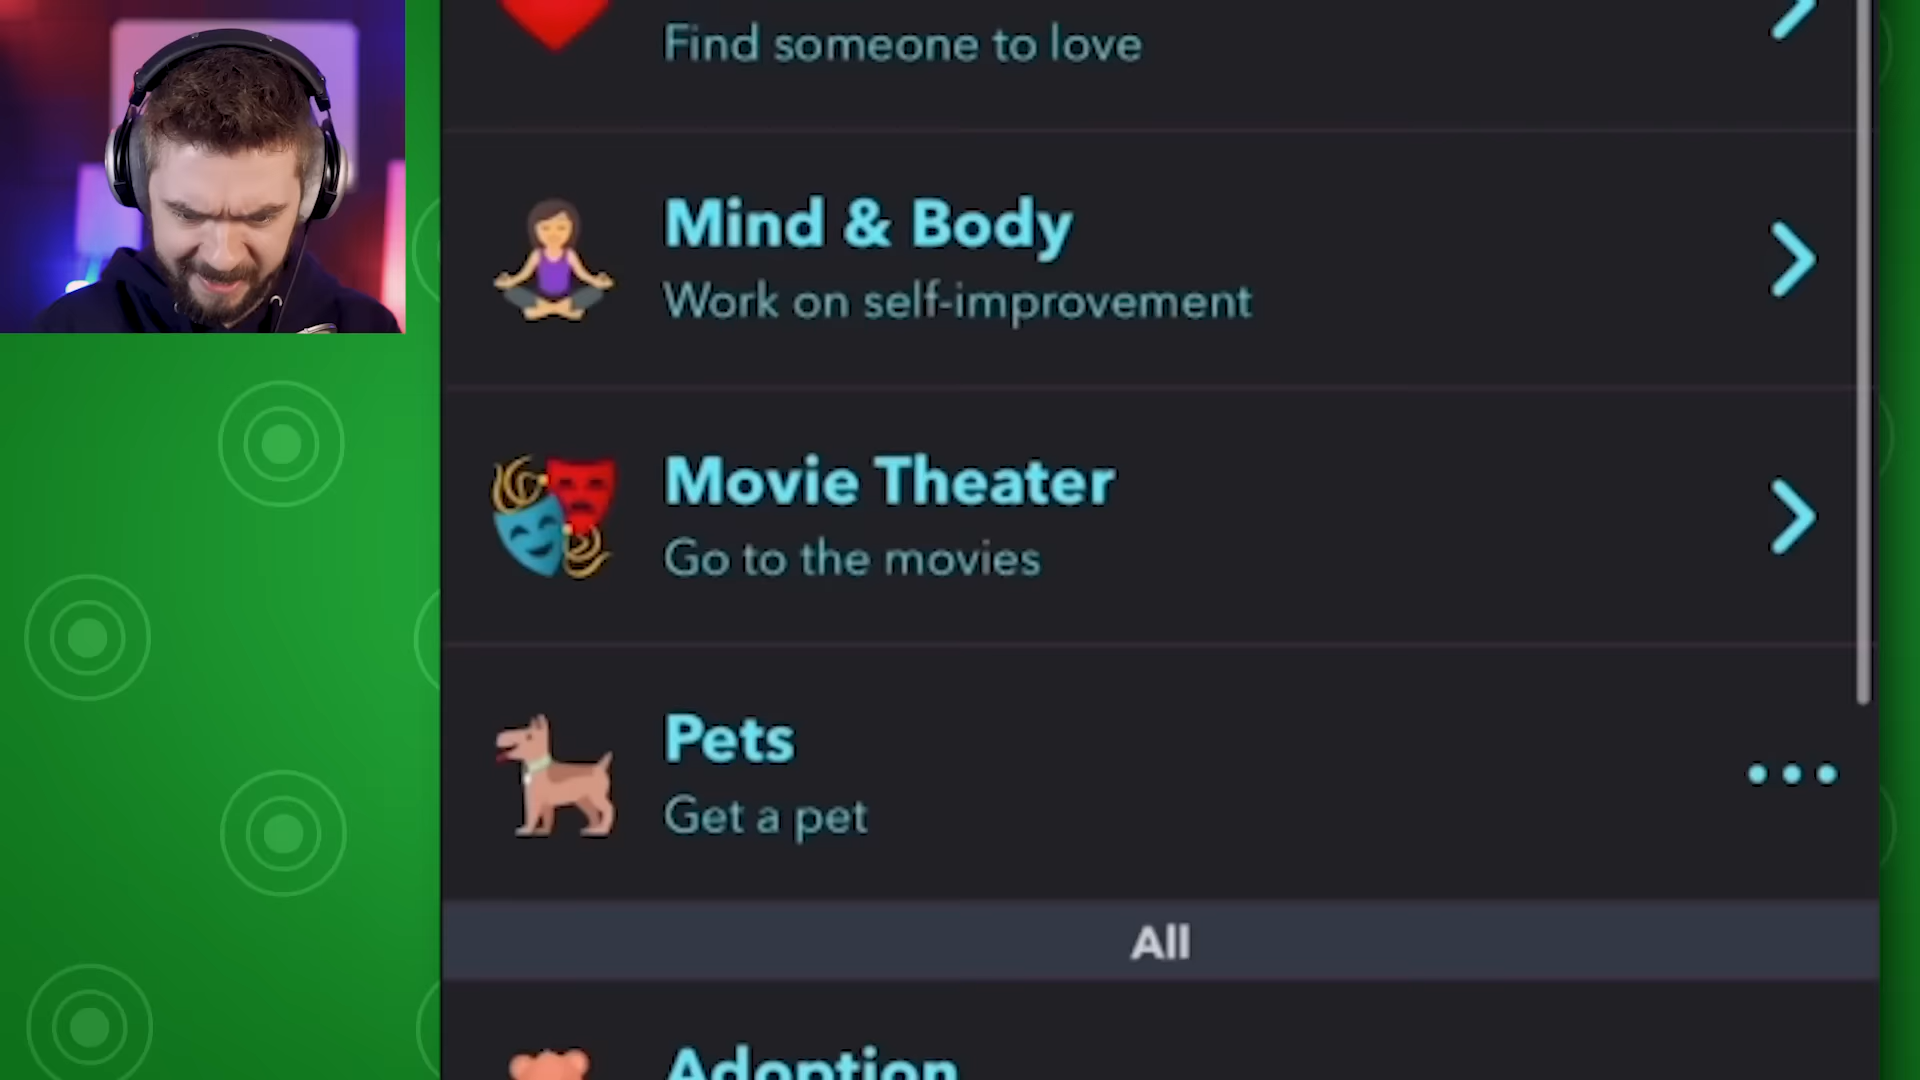 Find someone to love
Mind & Body
Work on self-improvement
Movie Theater
Go to the movies
Pets
Get a pet
All
Adoption